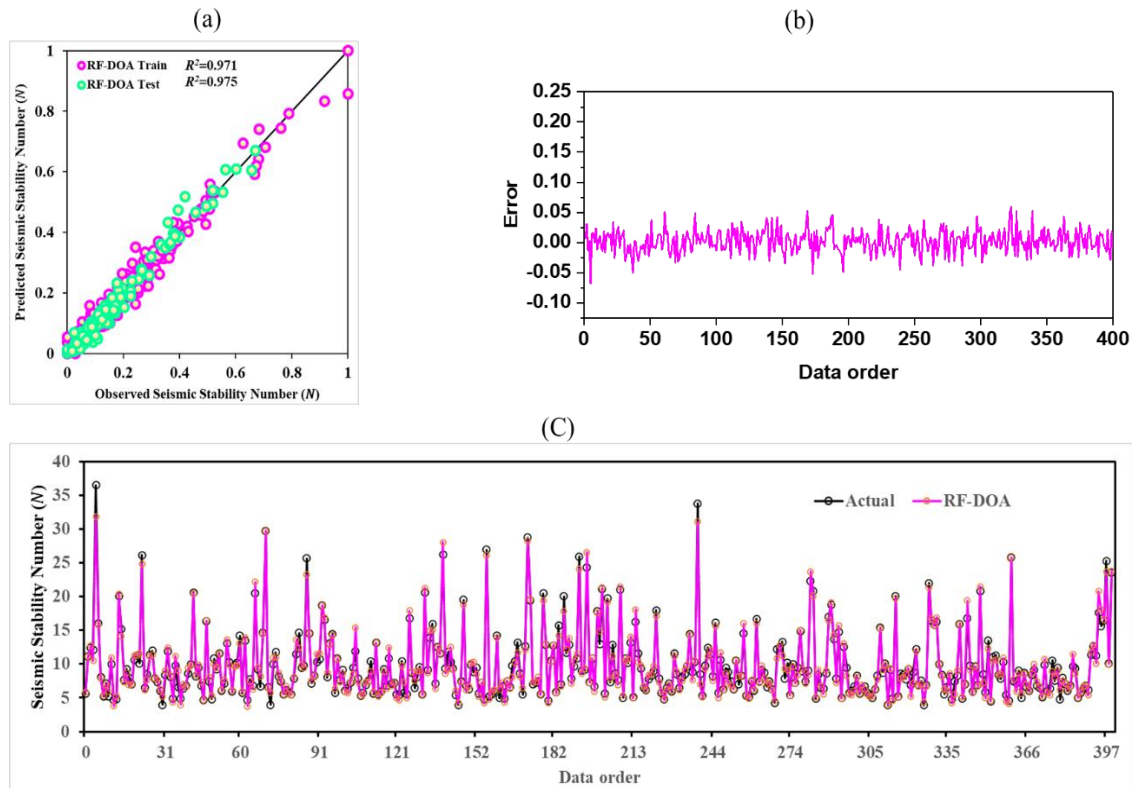 (a)
(b)
RF-DOA Train R²=0.971
RF-DOA Test R²=0.975
Predicted Seismic Stability Number (N)
1
0.8
0.6
0.4
0.2
0
0 0.2 0.4 0.6 0.8 1
Observed Seismic Stability Number (N)
Error
0.25
0.20
0.15
0.10
0.05
0.00
-0.05
-0.10
0 50 100 150 200 250 300 350 400
Data order
(C)
Seismic Stability Number (N)
40
35
30
25
20
15
10
5
0
Actual RF-DOA
0 31 60 91 121 152 182 213 244 274 305 335 366 397
Data order